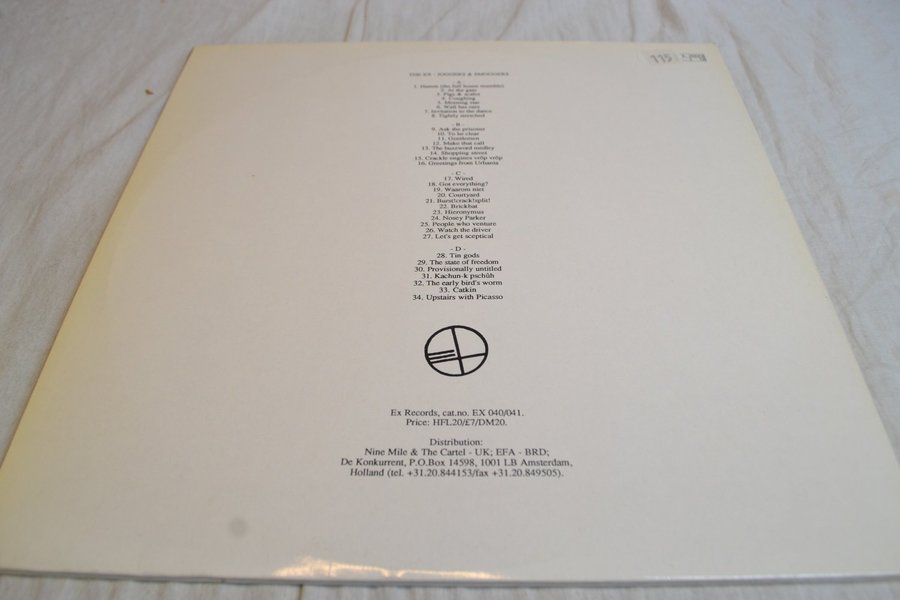 THE EX - JOGGERS & SMOGGERS
- A -
1. Humm (the full house mumble)
2. At the gate
3. Pigs & scales
4. Coughing
5. Morning star
6. Wall has ears
7. Invitation to the dance
8. Tightly stretched
- B -
9. Ask the prisoner
10. To be clear
11. Gentlemen
12. Make that call
13. The buzzword medley
14. Shopping street
15. Crackle engines vrôp vrôp
16. Greetings from Urbania
- C -
17. Wired
18. Got everything?
19. Waarom niet
20. Courtyard
21. Burst!crack!split!
22. Brickbat
23. Hieronymus
24. Nosey Parker
25. People who venture
26. Watch the driver
27. Let's get sceptical
- D -
28. Tin gods
29. The state of freedom
30. Provisionally untitled
31. Kachun-k pschûh
32. The early bird's worm
33. Catkin
34. Upstairs with Picasso
Ex Records, cat.no. EX 040/041.
Price: HFL20/£7/DM20.
Distribution:
Nine Mile & The Cartel - UK; EFA - BRD;
De Konkurrent, P.O.Box 14598, 1001 LB Amsterdam,
Holland (tel. +31.20.844153/fax +31.20.849505).